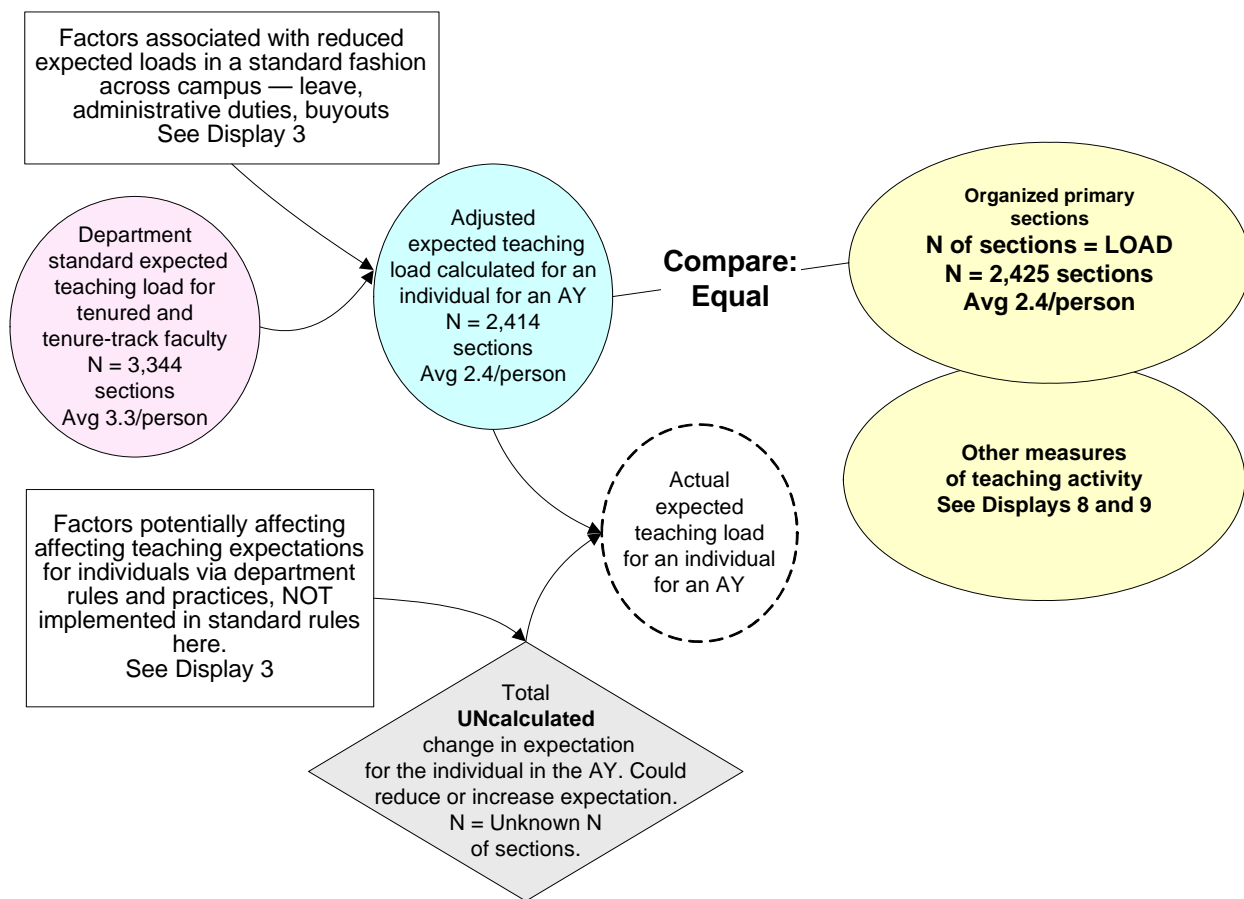 Factors associated with reduced
expected loads in a standard fashion
across campus — leave,
administrative duties, buyouts
See Display 3
Department
standard expected
teaching load for
tenured and
tenure-track faculty
N = 3,344
sections
Avg 3.3/person
Adjusted
expected teaching
load calculated for an
individual for an AY
N = 2,414
sections
Avg 2.4/person
Compare:
Equal
Organized primary
sections
N of sections = LOAD
N = 2,425 sections
Avg 2.4/person
Other measures
of teaching activity
See Displays 8 and 9
Actual
expected
teaching load
for an individual
for an AY
Factors potentially affecting
affecting teaching expectations
for individuals via department
rules and practices, NOT
implemented in standard rules
here.
See Display 3
Total
UNcalculated
change in expectation
for the individual in the AY. Could
reduce or increase expectation.
N = Unknown N
of sections.